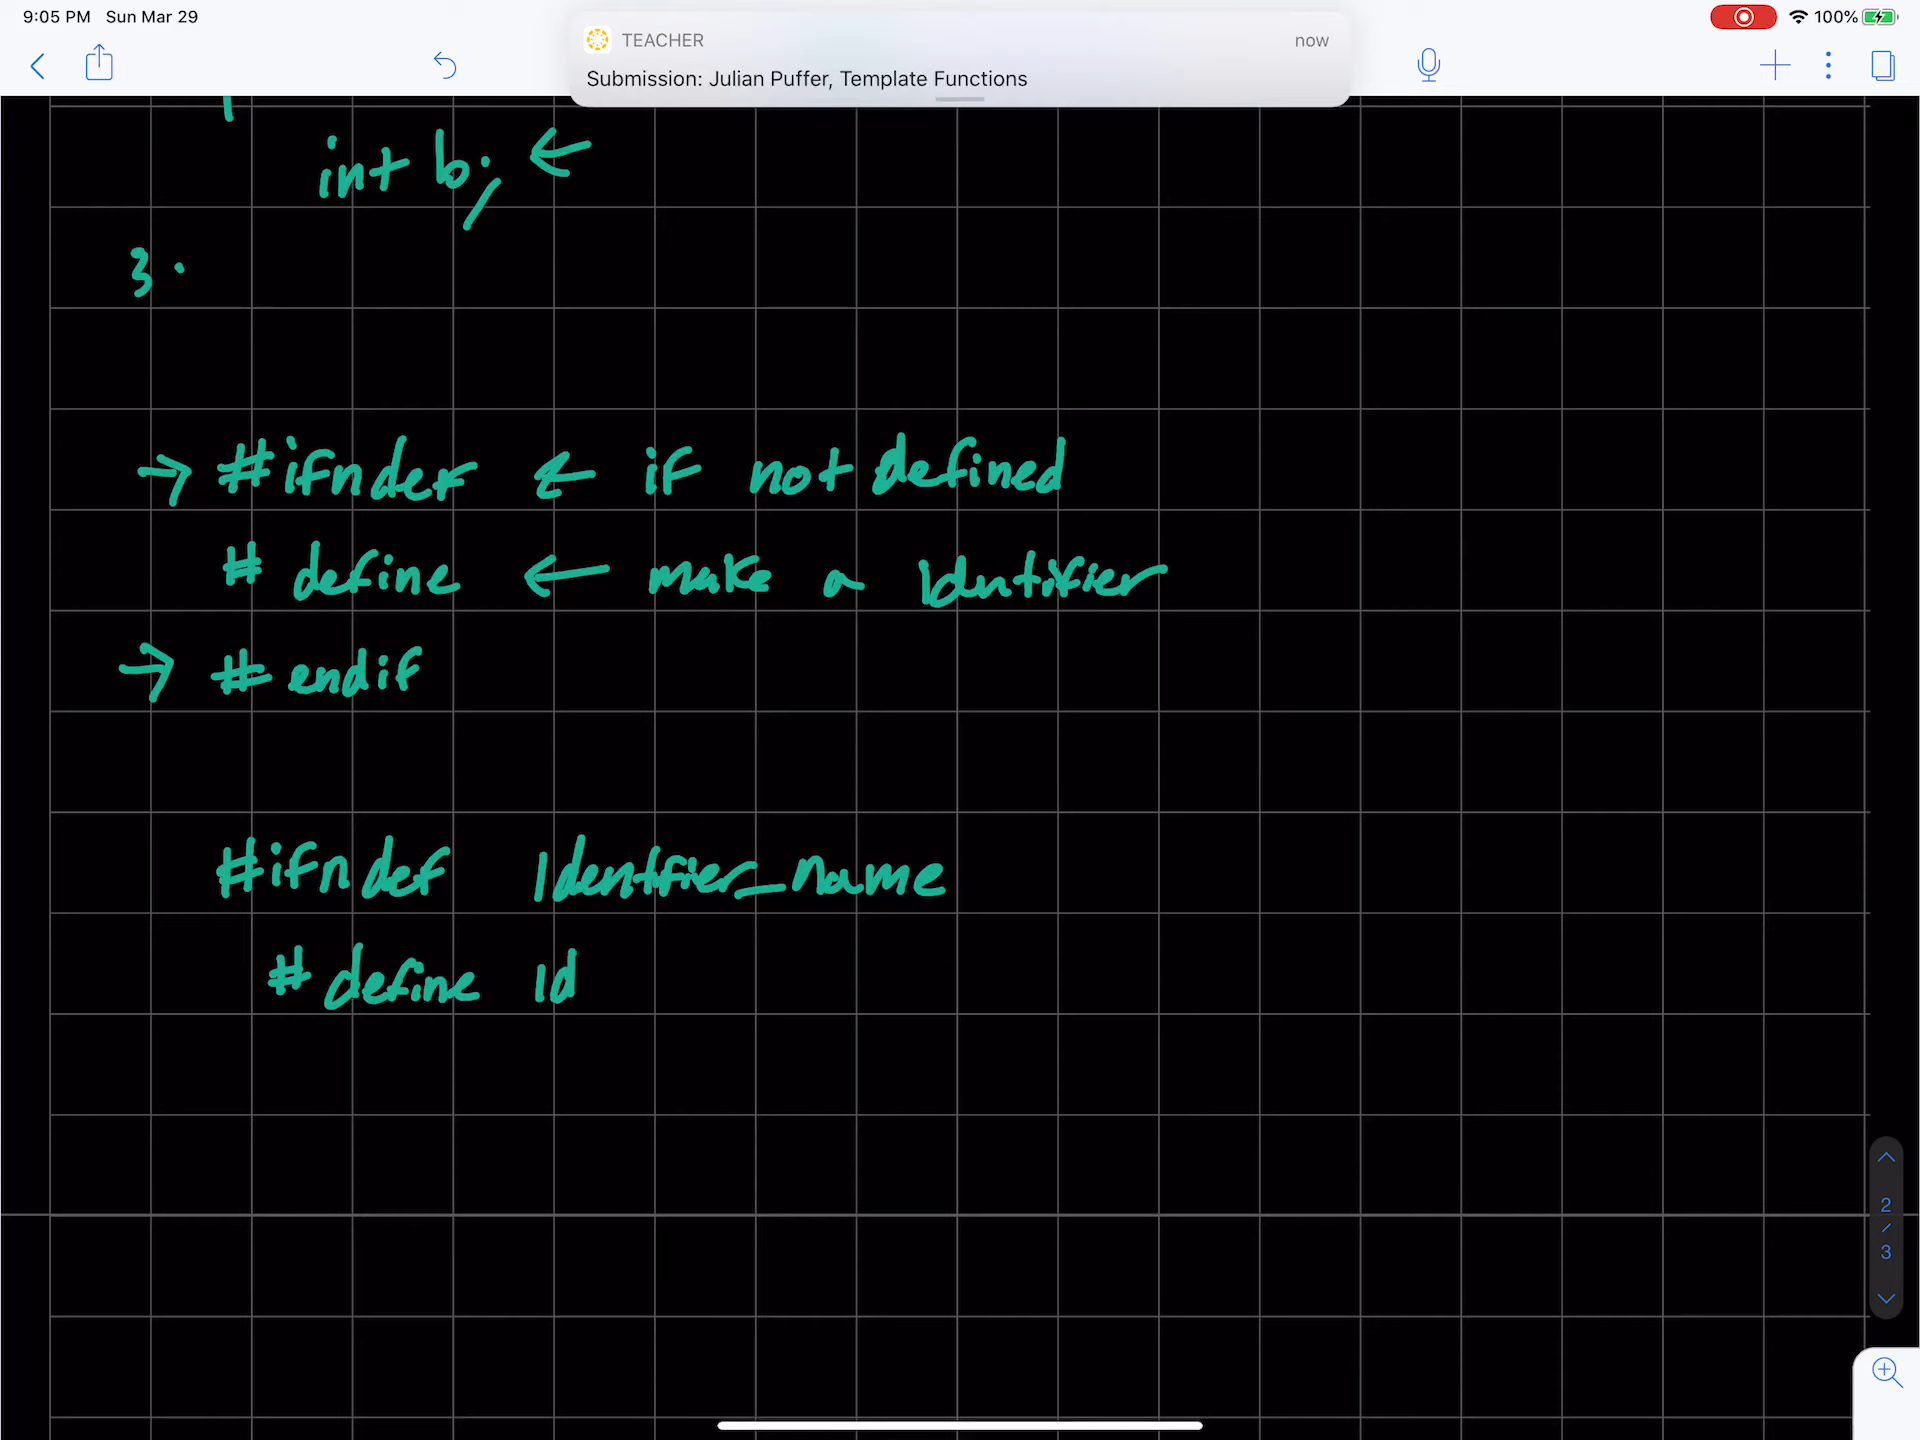 9:05 PM Sun Mar 29
100%
TEACHER now
Submission: Julian Puffer, Template Functions
int b; ←
3.
→ #ifndef ← if not defined
# define ← make a identifier
→ #endif
#ifndef Identifier_name
# define Id
2
/
3